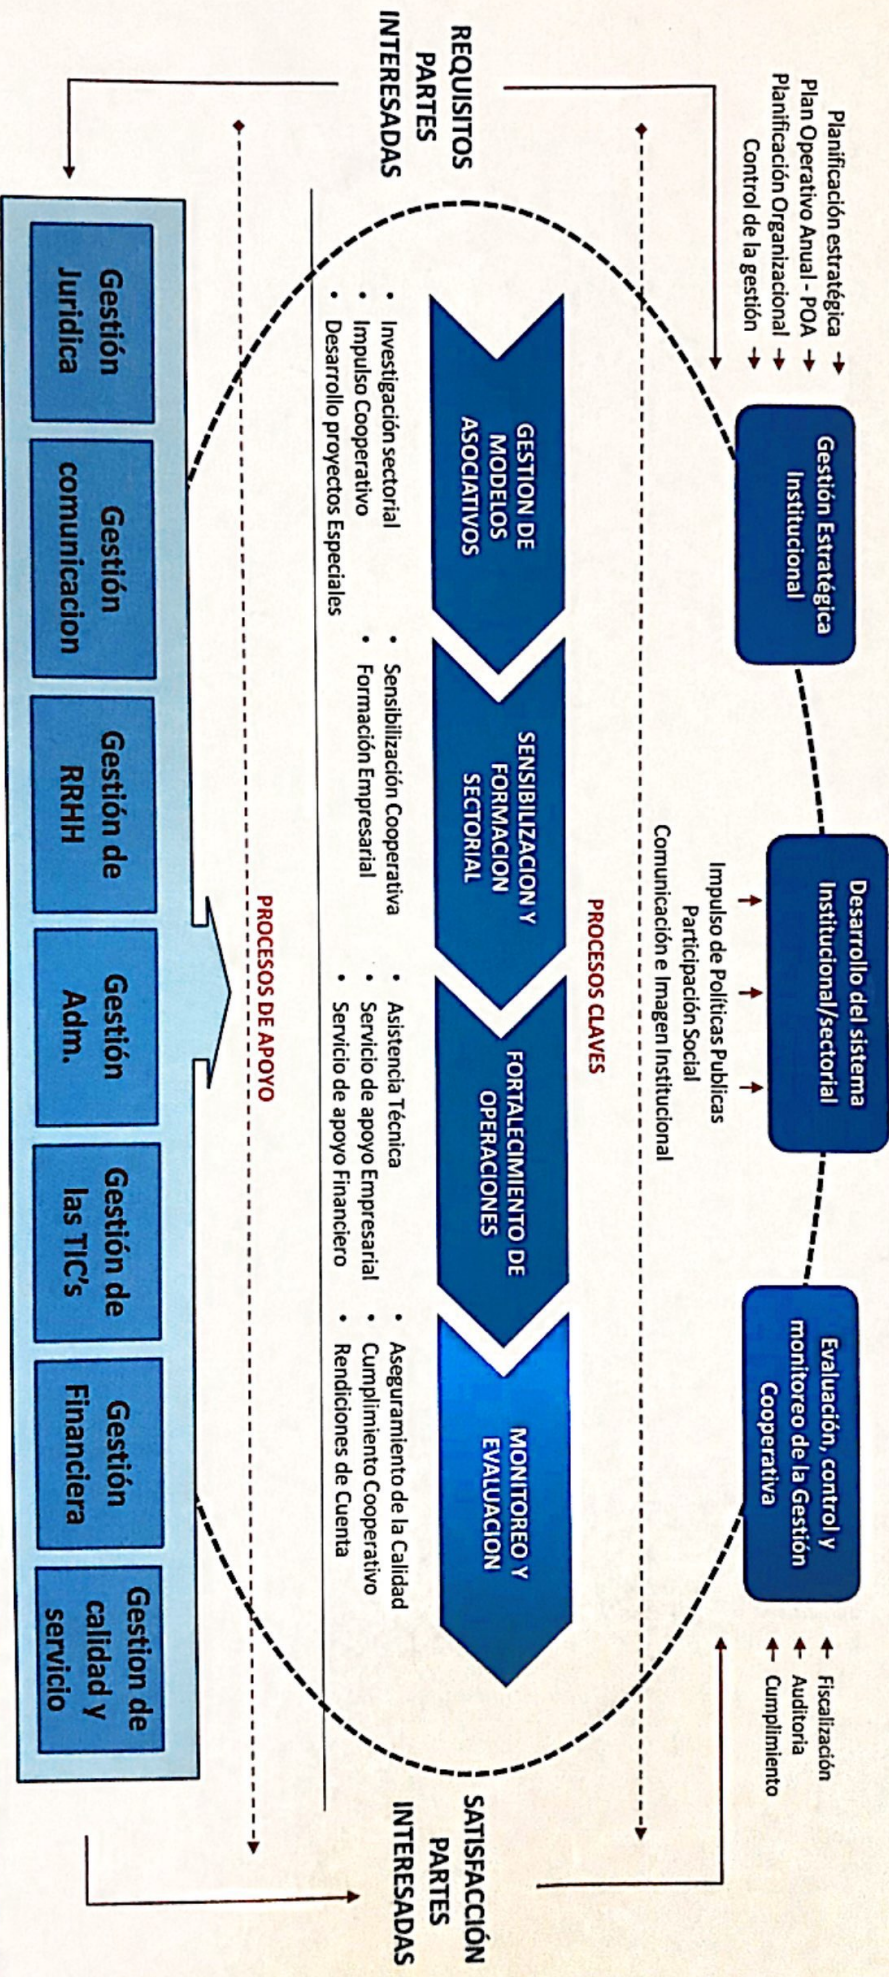 Planificación estratégica
Plan Operativo Anual - POA
Planificación Organizacional
Control de la gestión
Gestión Estratégica
Institucional
Desarrollo del sistema
Institucional/sectorial
Impulso de Políticas Publicas
Participación Social
Comunicación e Imagen Institucional
Evaluación, control y
monitoreo de la Gestión
Cooperativa
Fiscalización
Auditoria
Cumplimiento
REQUISITOS
PARTES
INTERESADAS
PROCESOS CLAVES
GESTION DE
MODELOS
ASOCIATIVOS
SENSIBILIZACION Y
FORMACION
SECTORIAL
FORTALECIMIENTO DE
OPERACIONES
MONITOREO Y
EVALUACION
• Investigación sectorial
• Impulso Cooperativo
• Desarrollo proyectos Especiales
• Sensibilización Cooperativa
• Formación Empresarial
• Asistencia Técnica
• Servicio de apoyo Empresarial
• Servicio de apoyo Financiero
• Aseguramiento de la Calidad
• Cumplimiento Cooperativo
• Rendiciones de Cuenta
SATISFACCIÓN
PARTES
INTERESADAS
PROCESOS DE APOYO
Gestión
Juridica
Gestión
comunicacion
Gestión de
RRHH
Gestión
Adm.
Gestión de
las TIC's
Gestión
Financiera
Gestion de
calidad y
servicio